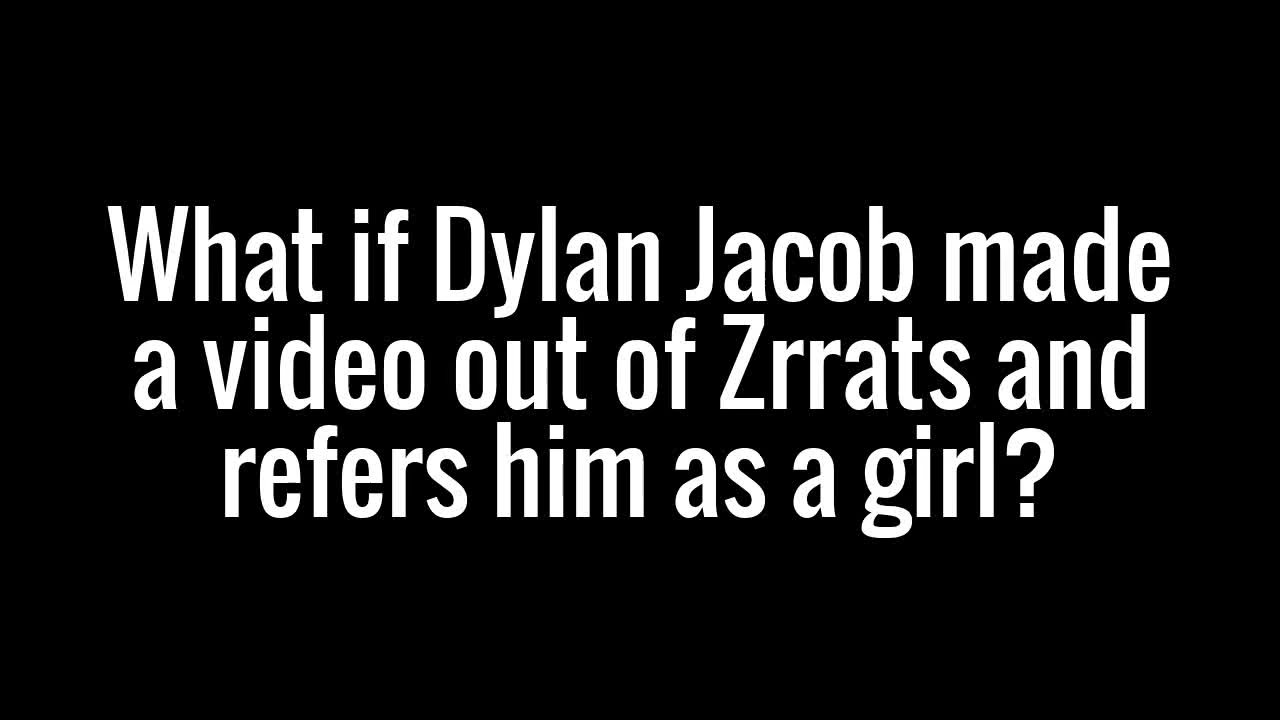 What if Dylan Jacob made
a video out of Zrrats and
refers him as a girl?